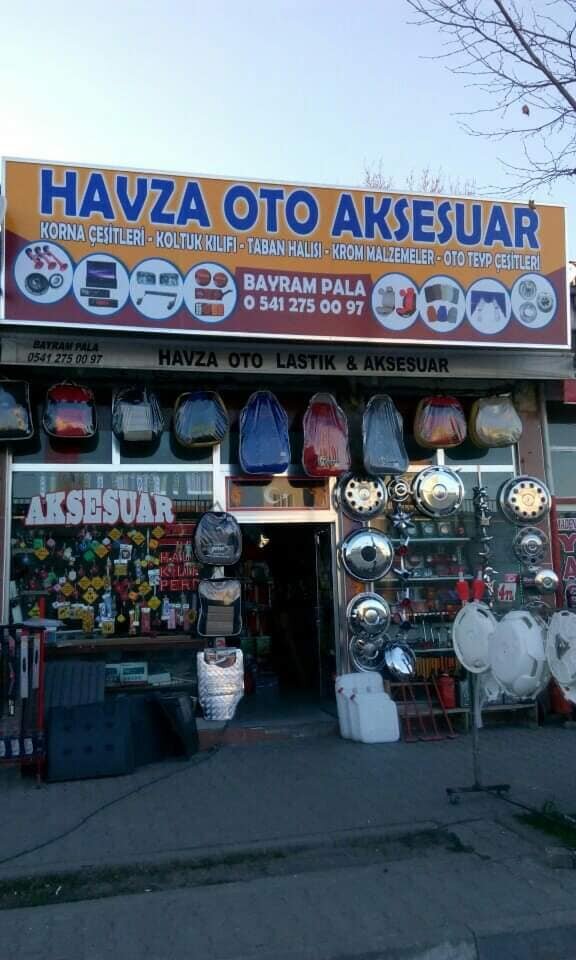 HAVZA OTO AKSESUAR
KORNA ÇEŞİTLERİ - KOLTUK KILIFI - TABAN HALISI - KROM MALZEMELER - OTO TEYP ÇEŞİTLERİ
BAYRAM PALA
0 541 275 00 97
BAYRAM PALA
0541 275 00 97
HAVZA OTO LASTİK & AKSESUAR
AKSESUAR